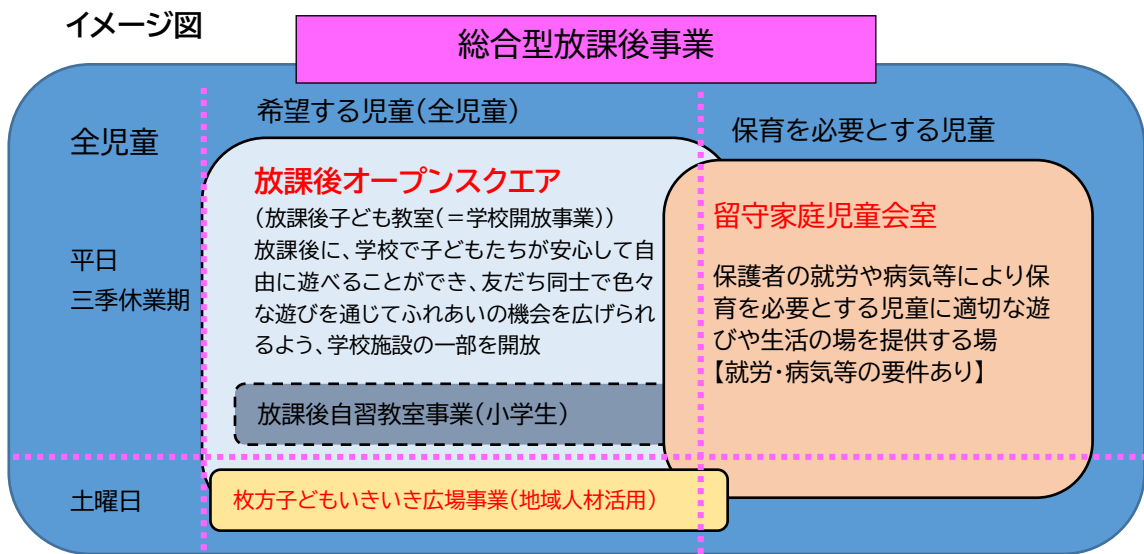 イメージ図
総合型放課後事業
希望する児童(全児童)
保育を必要とする児童
全児童
平日
三季休業期
放課後オープンスクエア
(放課後子ども教室(=学校開放事業))
放課後に、学校で子どもたちが安心して自
由に遊べることができ、友だち同士で色々
な遊びを通じてふれあいの機会を広げられ
るよう、学校施設の一部を開放
放課後自習教室事業(小学生)
留守家庭児童会室
保護者の就労や病気等により保
育を必要とする児童に適切な遊
びや生活の場を提供する場
【就労・病気等の要件あり】
土曜日
枚方子どもいきいき広場事業(地域人材活用)